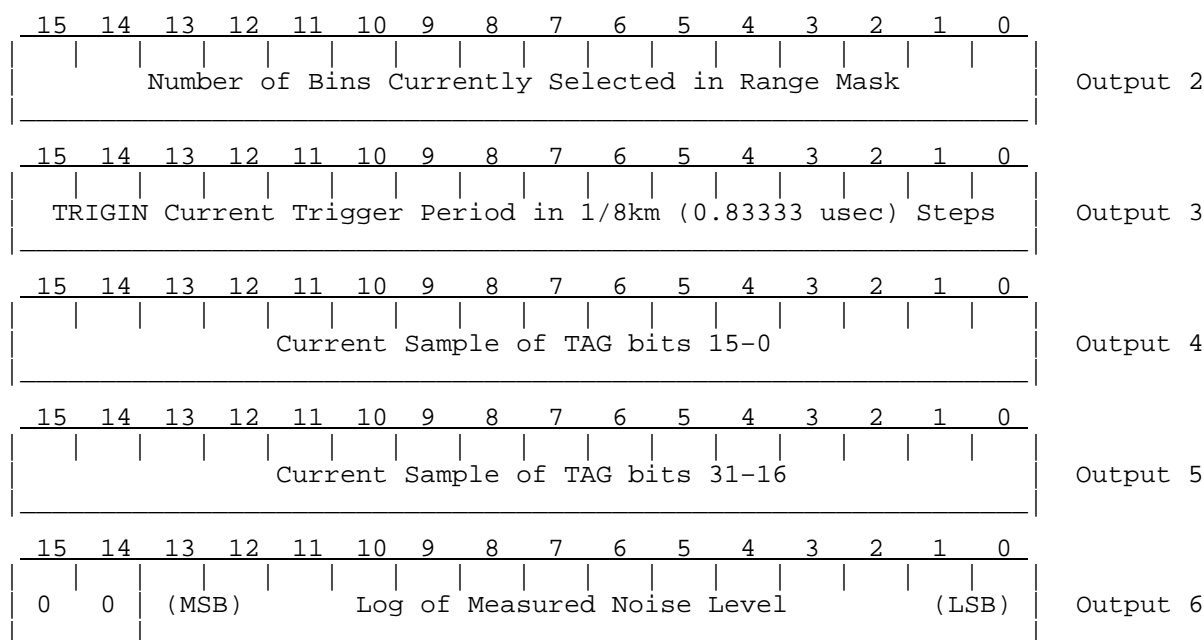 15 14 13 12 11 10 9 8 7 6 5 4 3 2 1 0
Number of Bins Currently Selected in Range Mask Output 2
15 14 13 12 11 10 9 8 7 6 5 4 3 2 1 0
TRIGIN Current Trigger Period in 1/8km (0.83333 usec) Steps Output 3
15 14 13 12 11 10 9 8 7 6 5 4 3 2 1 0
Current Sample of TAG bits 15−0 Output 4
15 14 13 12 11 10 9 8 7 6 5 4 3 2 1 0
Current Sample of TAG bits 31−16 Output 5
15 14 13 12 11 10 9 8 7 6 5 4 3 2 1 0
0 0 (MSB) Log of Measured Noise Level (LSB) Output 6